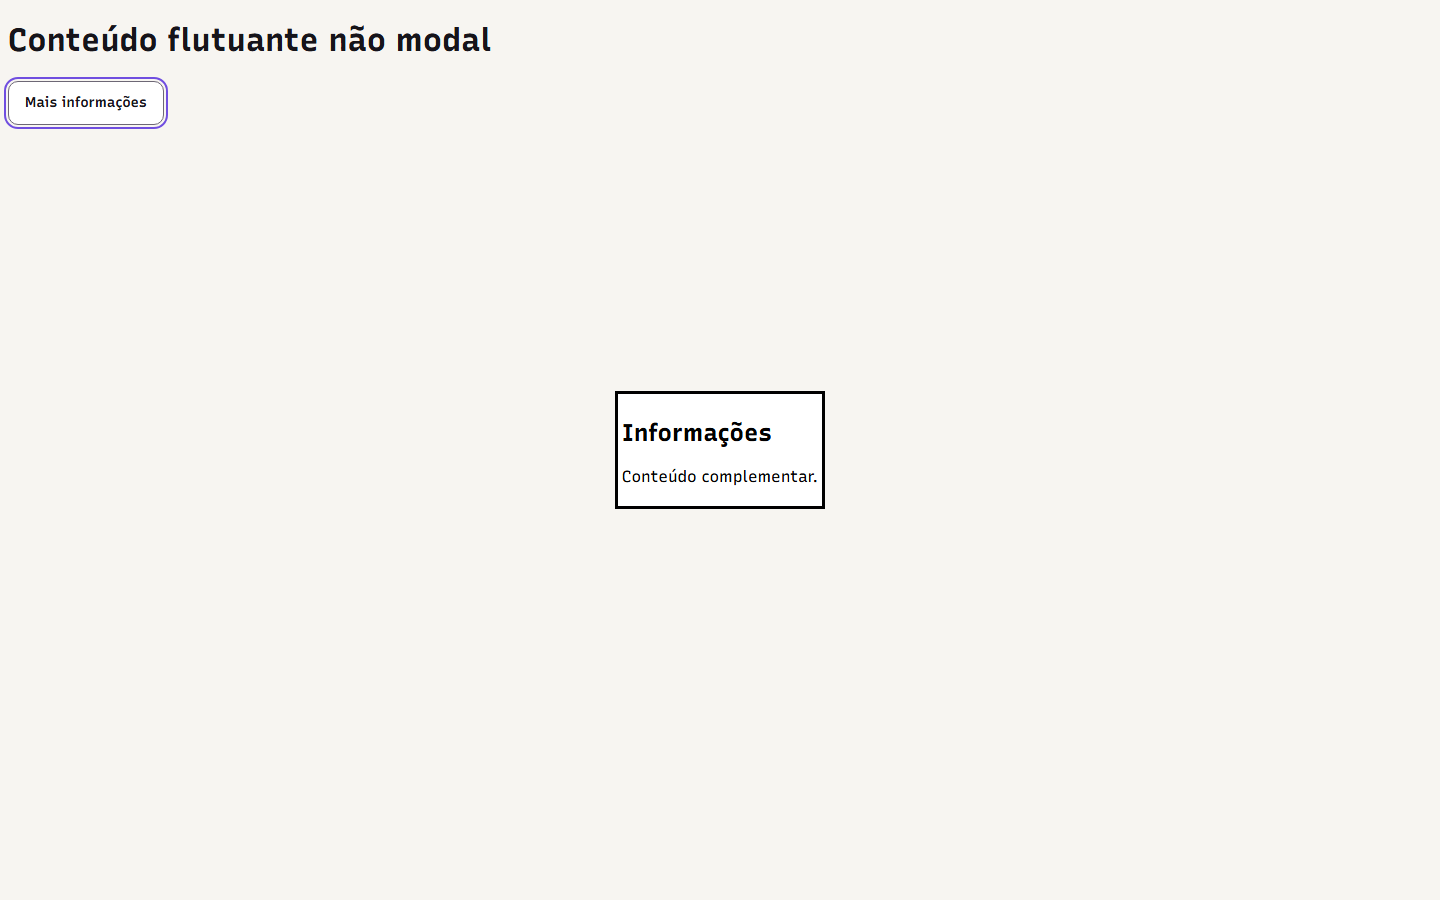 Conteúdo flutuante não modal
Mais informações
Informações
Conteúdo complementar.